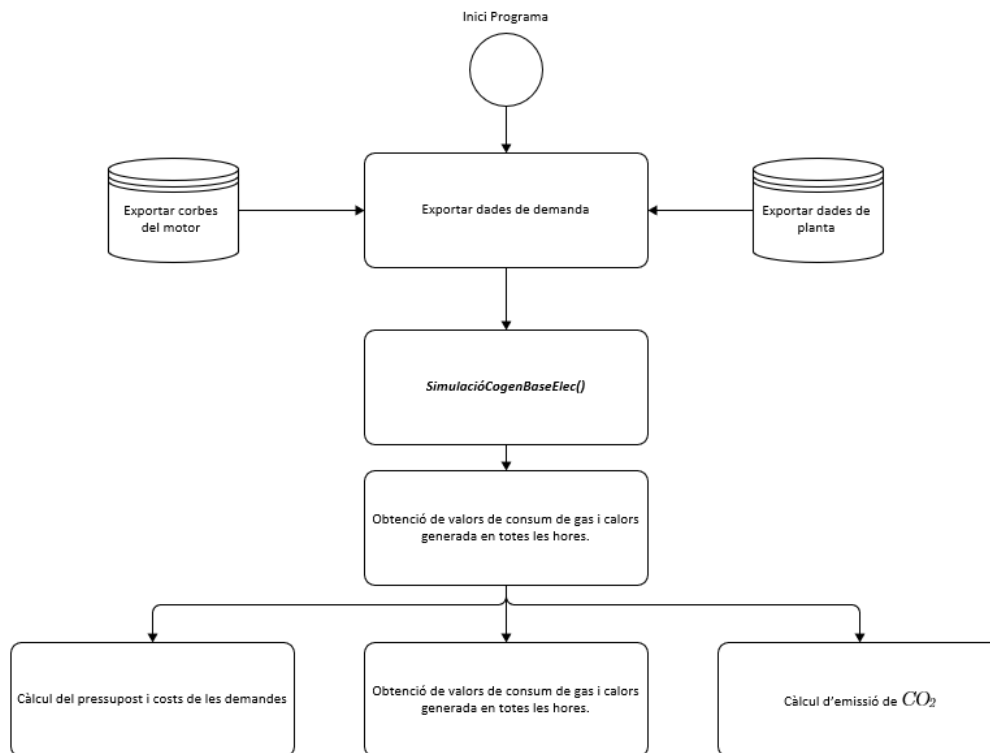 Inici Programa
Exportar corbes
del motor
Exportar dades de demanda
Exportar dades de
planta
SimulacióCogenBaseElec()
Obtenció de valors de consum de gas i calors
generada en totes les hores.
Càlcul del pressupost i costs de les demandes
Obtenció de valors de consum de gas i calors
generada en totes les hores.
Càlcul d'emissió de CO₂